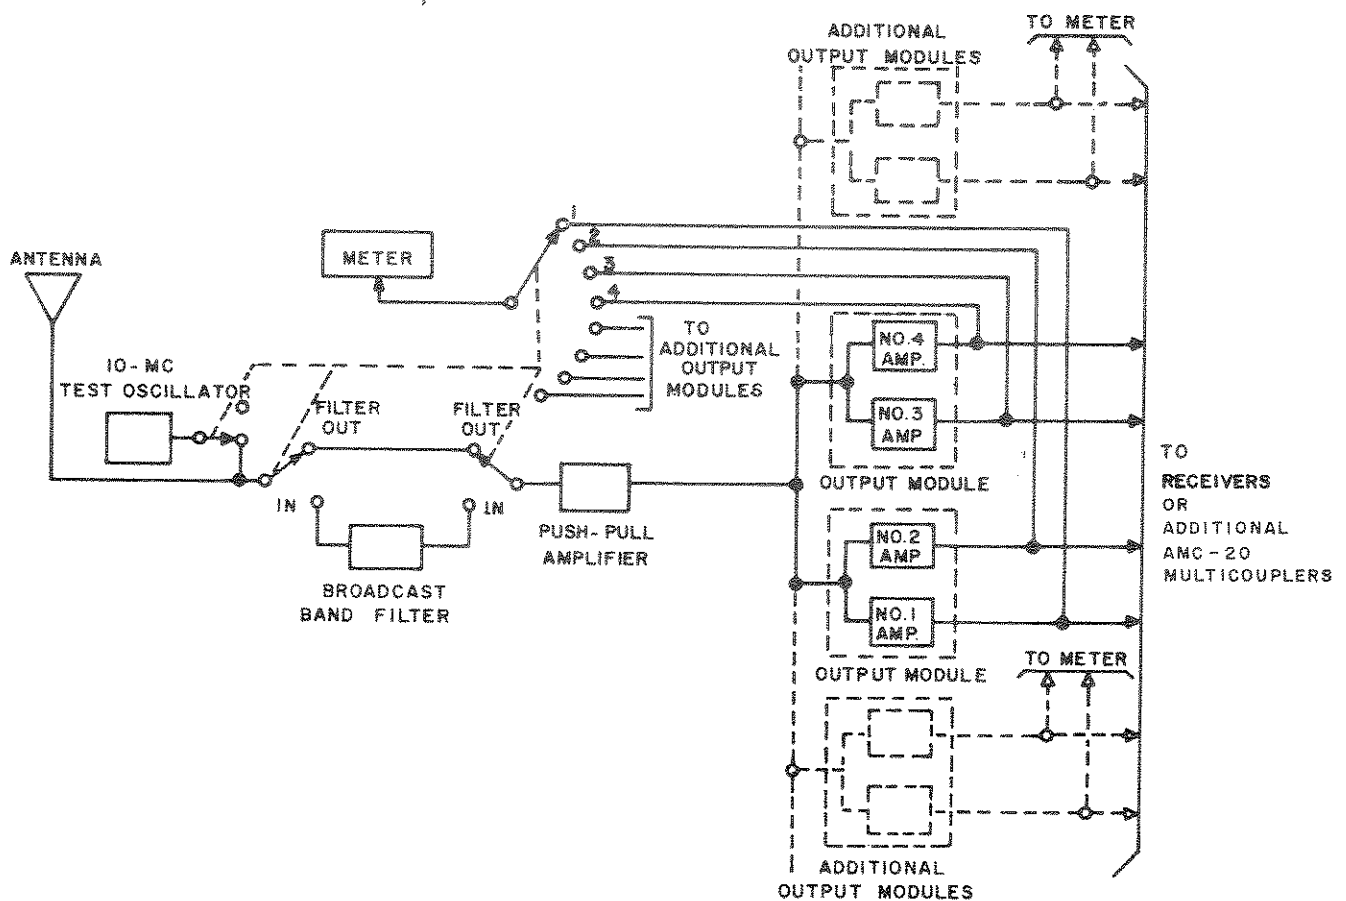 ADDITIONAL
OUTPUT MODULES
TO METER
ANTENNA
METER
1
2
3
4
TO
ADDITIONAL
OUTPUT
MODULES
10-MC
TEST OSCILLATOR
FILTER
OUT
FILTER
OUT
IN
IN
BROADCAST
BAND FILTER
PUSH-PULL
AMPLIFIER
NO.4
AMP.
NO.3
AMP.
OUTPUT MODULE
NO.2
AMP.
NO.1
AMP.
OUTPUT MODULE
TO
RECEIVERS
OR
ADDITIONAL
AMC-20
MULTICOUPLERS
TO METER
ADDITIONAL
OUTPUT MODULES